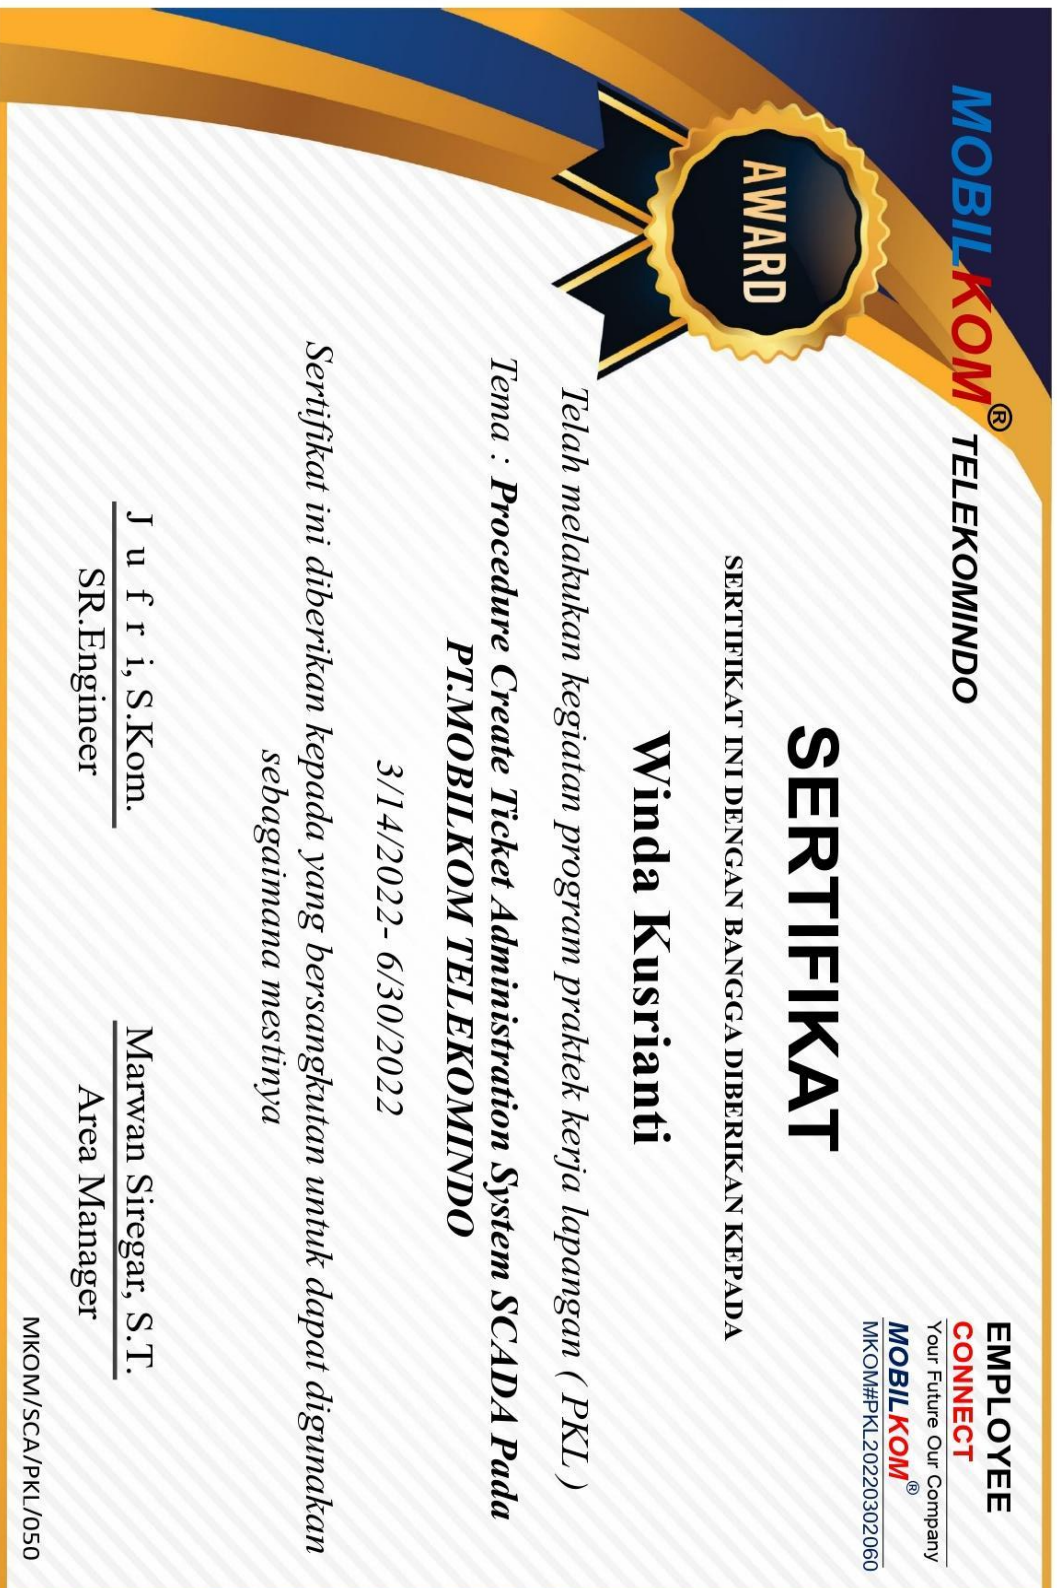 MOBILKOM® TELEKOMINDO
EMPLOYEE
CONNECT
Your Future Our Company
MOBILKOM®
MKOM#PKL20220302060
AWARD
SERTIFIKAT
SERTIFIKAT INI DENGAN BANGGA DIBERIKAN KEPADA
Winda Kusrianti
Telah melakukan kegiatan program praktek kerja lapangan ( PKL )
Tema : Procedure Create Ticket Administration System SCADA Pada
PT.MOBILKOM TELEKOMINDO
3/14/2022- 6/30/2022
Sertifikat ini diberikan kepada yang bersangkutan untuk dapat digunakan
sebagaimana mestinya
J u f r i, S.Kom.
SR.Engineer
Marwan Siregar, S.T.
Area Manager
MKOM/SCA/PKL/050